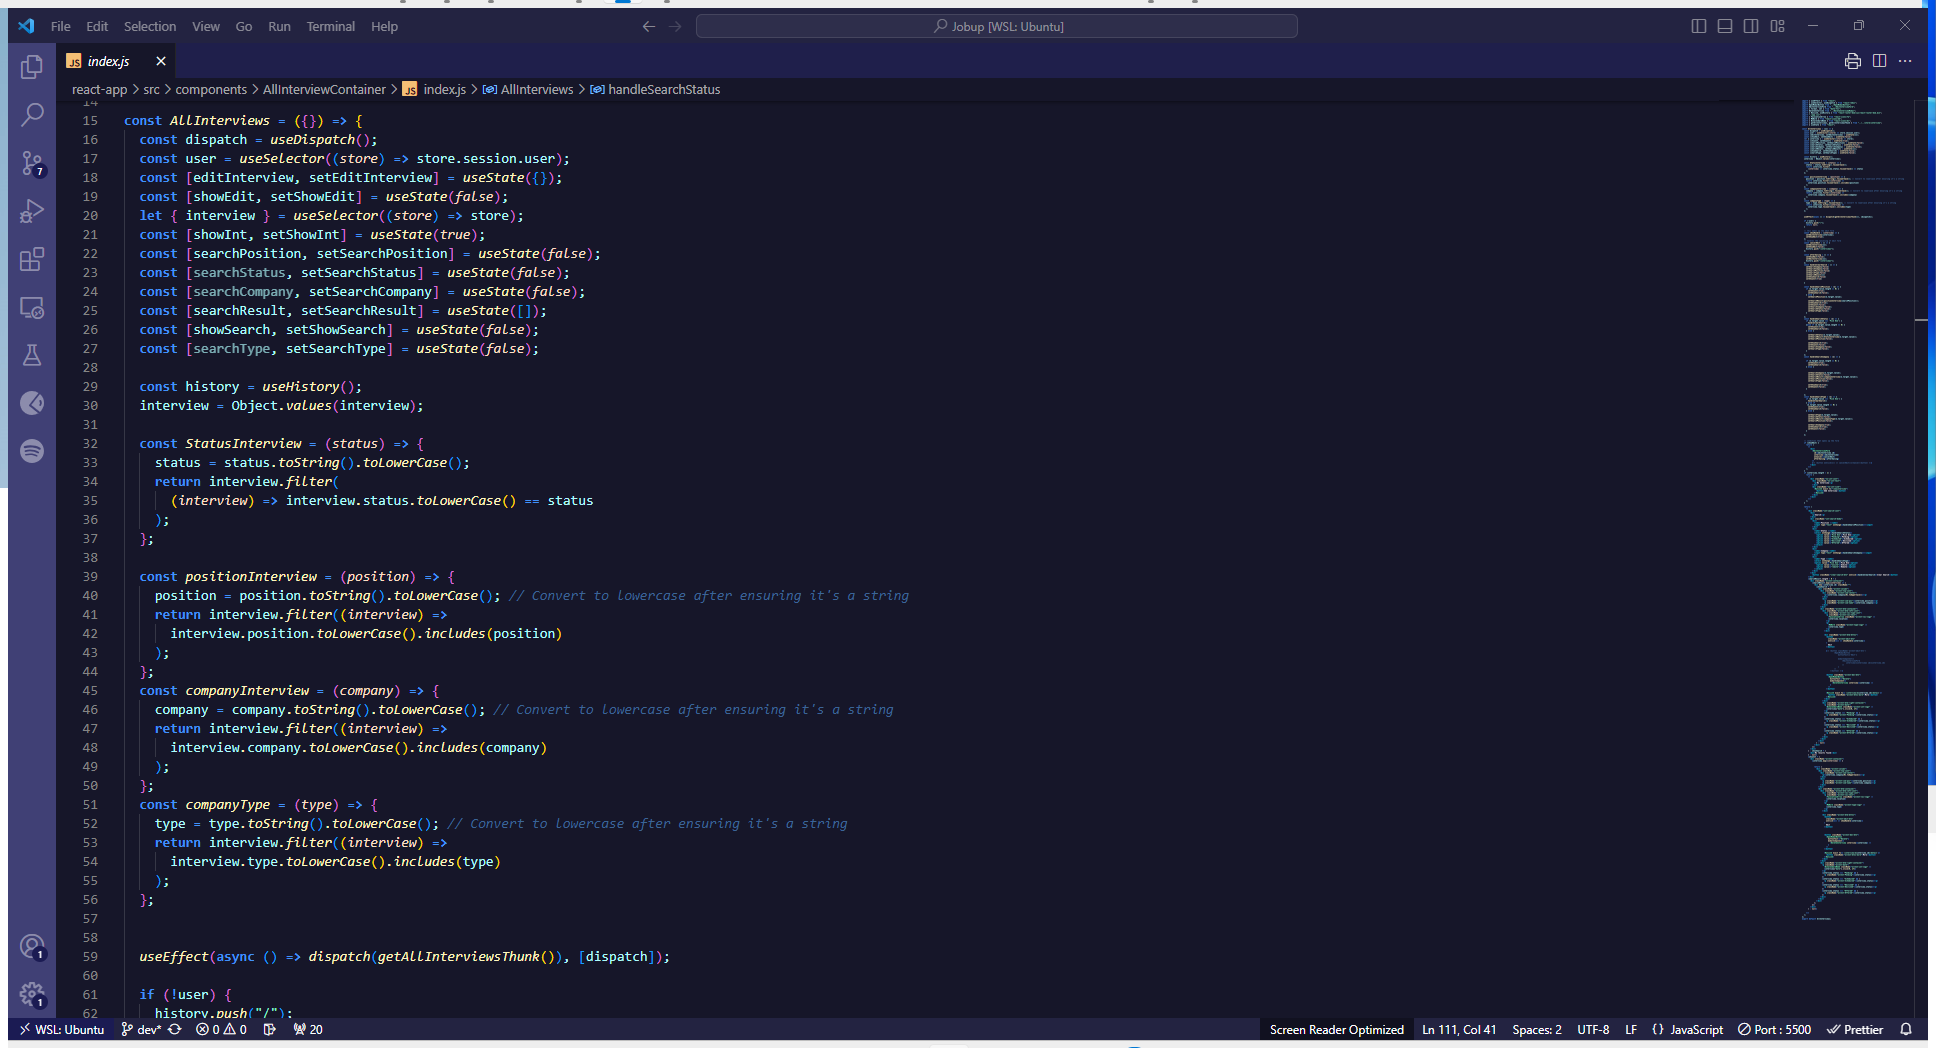 File Edit Selection View Go Run Terminal Help
Jobup [WSL: Ubuntu]
JS index.js
react-app > src > components > AllInterviewContainer > JS index.js > AllInterviews > handleSearchStatus
14
15 const AllInterviews = ({}) => {
16 const dispatch = useDispatch();
17 const user = useSelector((store) => store.session.user);
18 const [editInterview, setEditInterview] = useState({});
19 const [showEdit, setShowEdit] = useState(false);
20 let { interview } = useSelector((store) => store);
21 const [showInt, setShowInt] = useState(true);
22 const [searchPosition, setSearchPosition] = useState(false);
23 const [searchStatus, setSearchStatus] = useState(false);
24 const [searchCompany, setSearchCompany] = useState(false);
25 const [searchResult, setSearchResult] = useState([]);
26 const [showSearch, setShowSearch] = useState(false);
27 const [searchType, setSearchType] = useState(false);
28
29 const history = useHistory();
30 interview = Object.values(interview);
31
32 const StatusInterview = (status) => {
33 status = status.toString().toLowerCase();
34 return interview.filter(
35 (interview) => interview.status.toLowerCase() == status
36 );
37 };
38
39 const positionInterview = (position) => {
40 position = position.toString().toLowerCase(); // Convert to lowercase after ensuring it's a string
41 return interview.filter((interview) =>
42 interview.position.toLowerCase().includes(position)
43 );
44 };
45 const companyInterview = (company) => {
46 company = company.toString().toLowerCase(); // Convert to lowercase after ensuring it's a string
47 return interview.filter((interview) =>
48 interview.company.toLowerCase().includes(company)
49 );
50 };
51 const companyType = (type) => {
52 type = type.toString().toLowerCase(); // Convert to lowercase after ensuring it's a string
53 return interview.filter((interview) =>
54 interview.type.toLowerCase().includes(type)
55 );
56 };
57
58
59 useEffect(async () => dispatch(getAllInterviewsThunk()), [dispatch]);
60
61 if (!user) {
62 history.push("/");
7
1
1
WSL: Ubuntu dev* 0 0 20 Screen Reader Optimized Ln 111, Col 41 Spaces: 2 UTF-8 LF {} JavaScript Port : 5500 Prettier